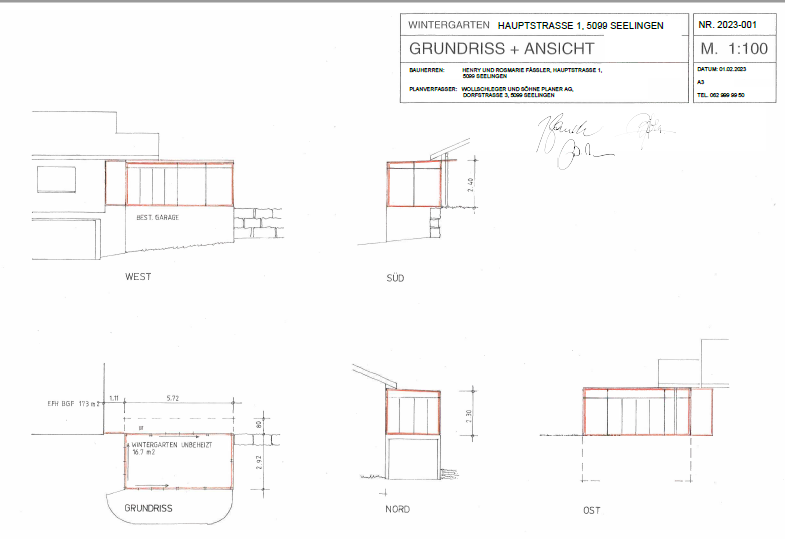 WINTERGARTEN HAUPTSTRASSE 1, 5099 SEELINGEN
NR. 2023-001
GRUNDRISS + ANSICHT
M. 1:100
BAUHERREN: HENRY UND ROSMARIE FÄSSLER, HAUPTSTRASSE 1,
5099 SEELINGEN
DATUM: 01.02.2023
A3
PLANVERFASSER: WOLLSCHLEGER UND SÖHNE PLANER AG,
DORFSTRASSE 3, 5099 SEELINGEN
TEL. 062 999 99 50
2.40
BEST. GARAGE
WEST
SÜD
EFH BGF 173 m2
1.11
5.72
80
WINTERGARTEN UNBEHEIZT
16.7 m2
2.92
GRUNDRISS
2.30
NORD
OST